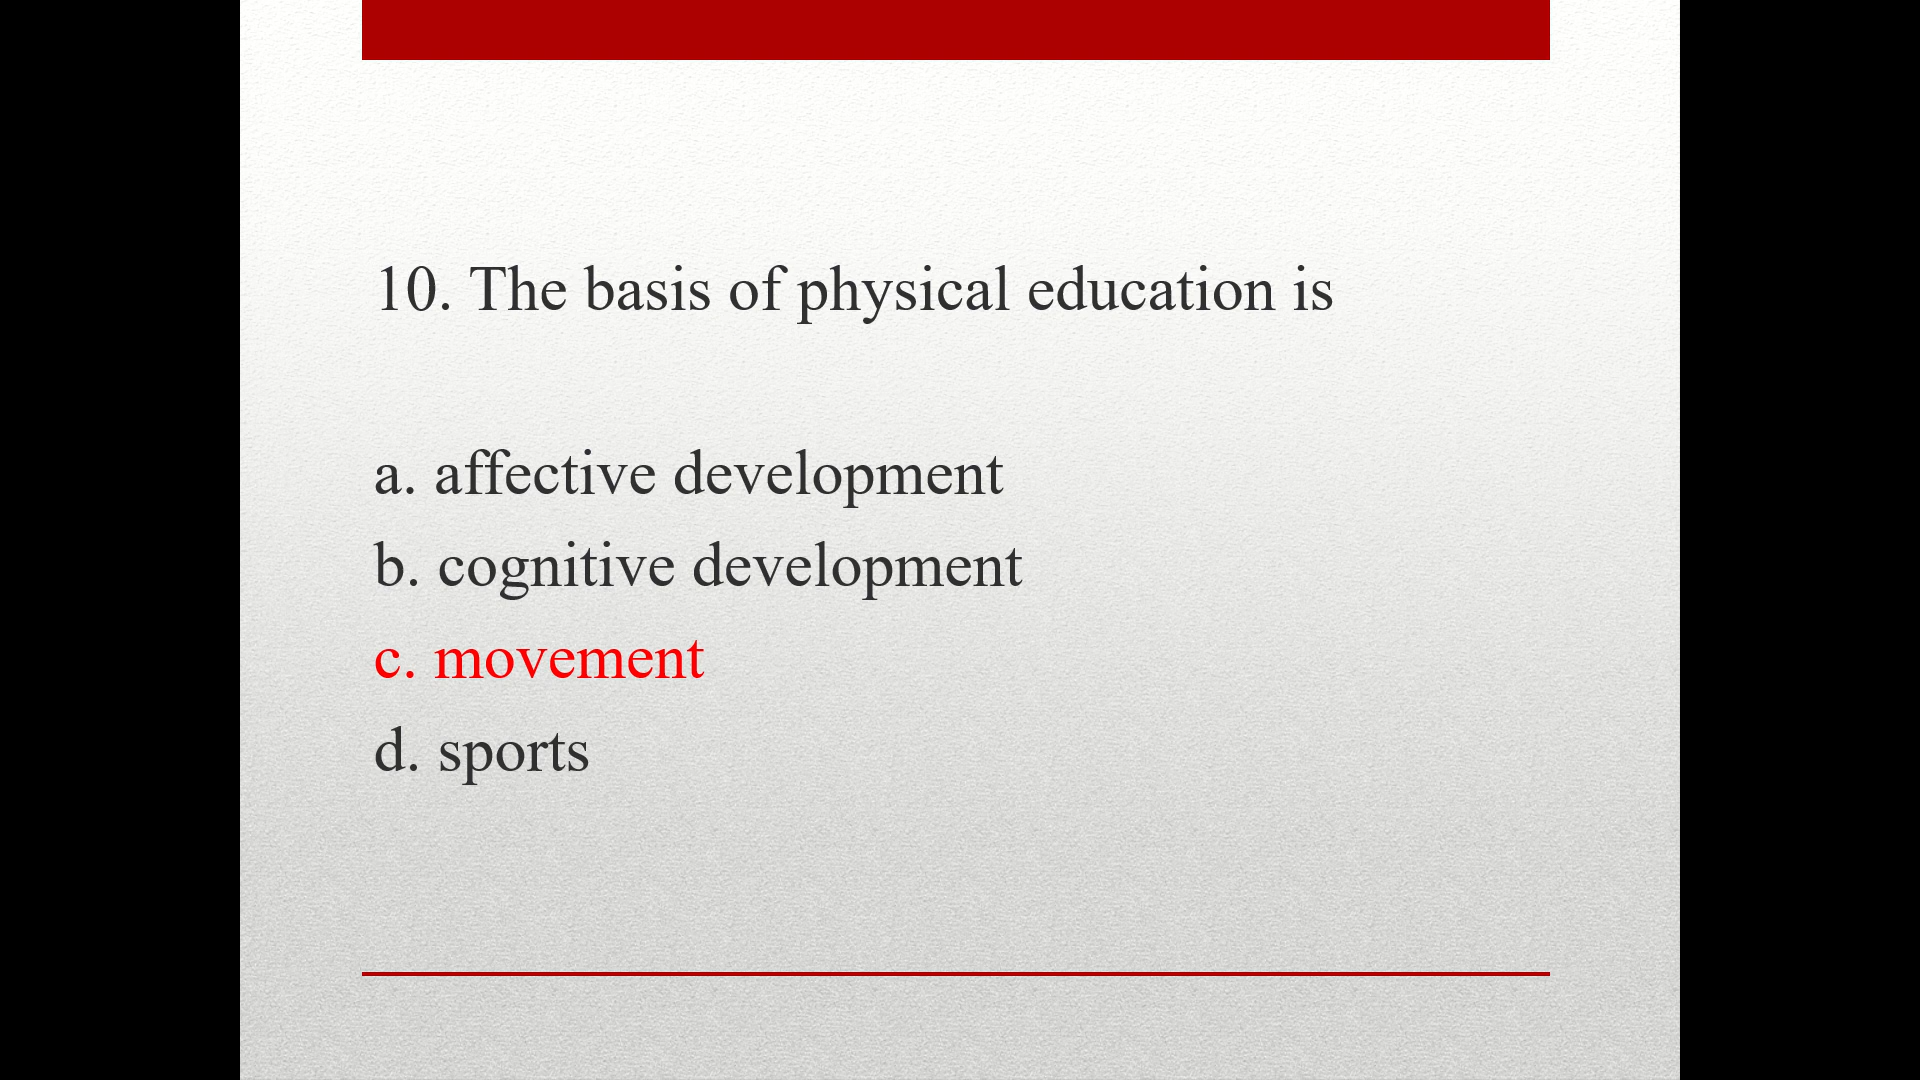 10. The basis of physical education is
a. affective development
b. cognitive development
c. movement
d. sports